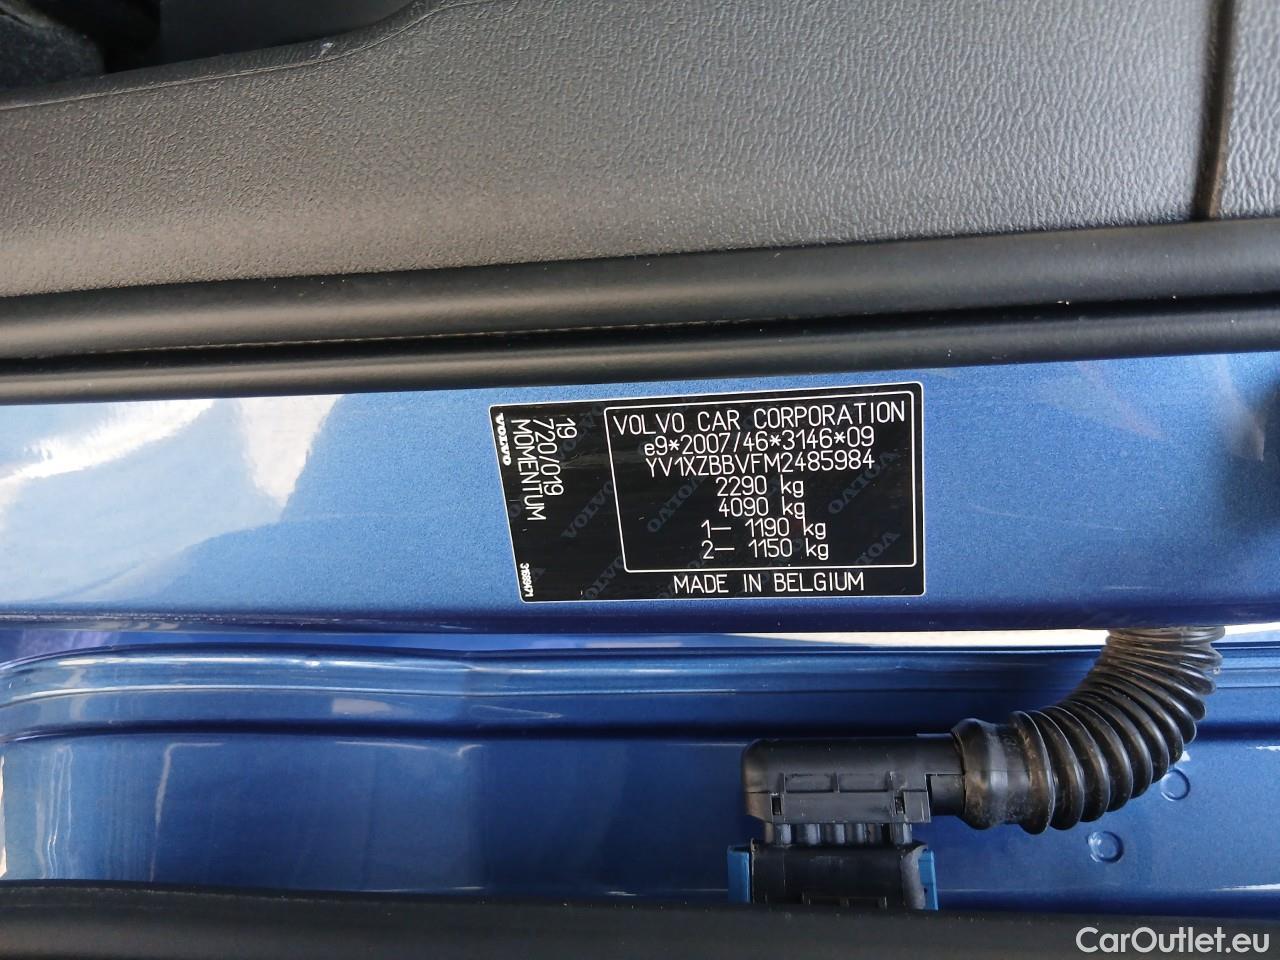 VOLVO CAR CORPORATION
e9*2007/46*3146*09
YV1XZBBVFM2485984
2290 kg
4090 kg
1— 1190 kg
2— 1150 kg
MADE IN BELGIUM
19
720/019
MOMENTUM
VOLVO
31689471
CarOutlet.eu